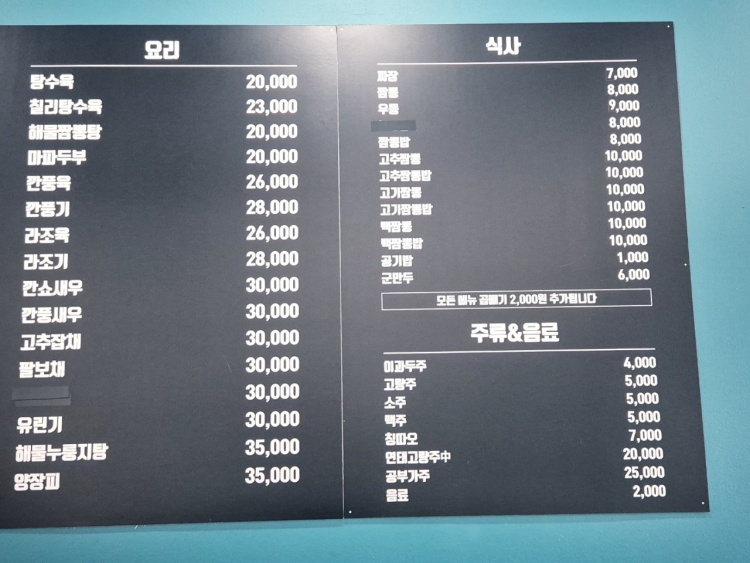 요리
탕수육 20,000
칠리탕수육 23,000
해물짬뽕탕 20,000
마파두부 20,000
깐풍육 26,000
깐풍기 28,000
라조육 26,000
라조기 28,000
깐쇼새우 30,000
깐풍새우 30,000
고추잡채 30,000
팔보채 30,000
30,000
유린기 30,000
해물누룽지탕 35,000
양장피 35,000
식사
짜장 7,000
짬뽕 8,000
우동 9,000
8,000
짬뽕밥 8,000
고추짬뽕 10,000
고추짬뽕밥 10,000
고기짬뽕 10,000
고기짬뽕밥 10,000
백짬뽕 10,000
백짬뽕밥 10,000
공기밥 1,000
군만두 6,000
모든 메뉴 곱빼기 2,000원 추가됩니다
주류&음료
이과두주 4,000
고량주 5,000
소주 5,000
맥주 5,000
칭따오 7,000
연태고량주中 20,000
공부가주 25,000
음료 2,000